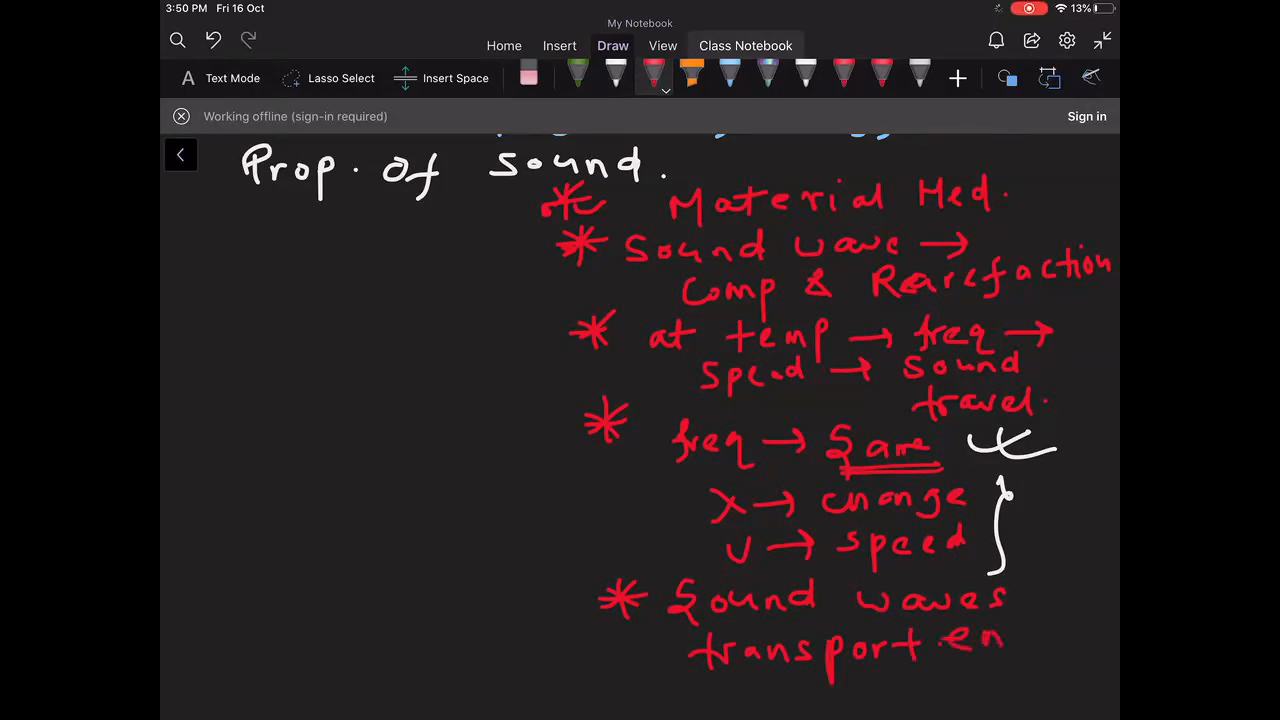 3:50 PM Fri 16 Oct
13%
My Notebook
Home Insert Draw View Class Notebook
A Text Mode Lasso Select Insert Space
Working offline (sign-in required) Sign in
Prop. of sound.
* Material Med.
* Sound wave →
Comp & Rearefaction
* at temp → freq →
speed → sound
travel.
* freq → Same
λ → change
v → speed
* Sound waves
transport en